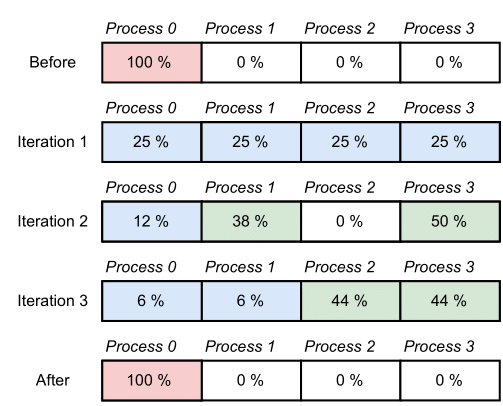 Process 0 Process 1 Process 2 Process 3
Before 100 % 0 % 0 % 0 %
Process 0 Process 1 Process 2 Process 3
Iteration 1 25 % 25 % 25 % 25 %
Process 0 Process 1 Process 2 Process 3
Iteration 2 12 % 38 % 0 % 50 %
Process 0 Process 1 Process 2 Process 3
Iteration 3 6 % 6 % 44 % 44 %
Process 0 Process 1 Process 2 Process 3
After 100 % 0 % 0 % 0 %